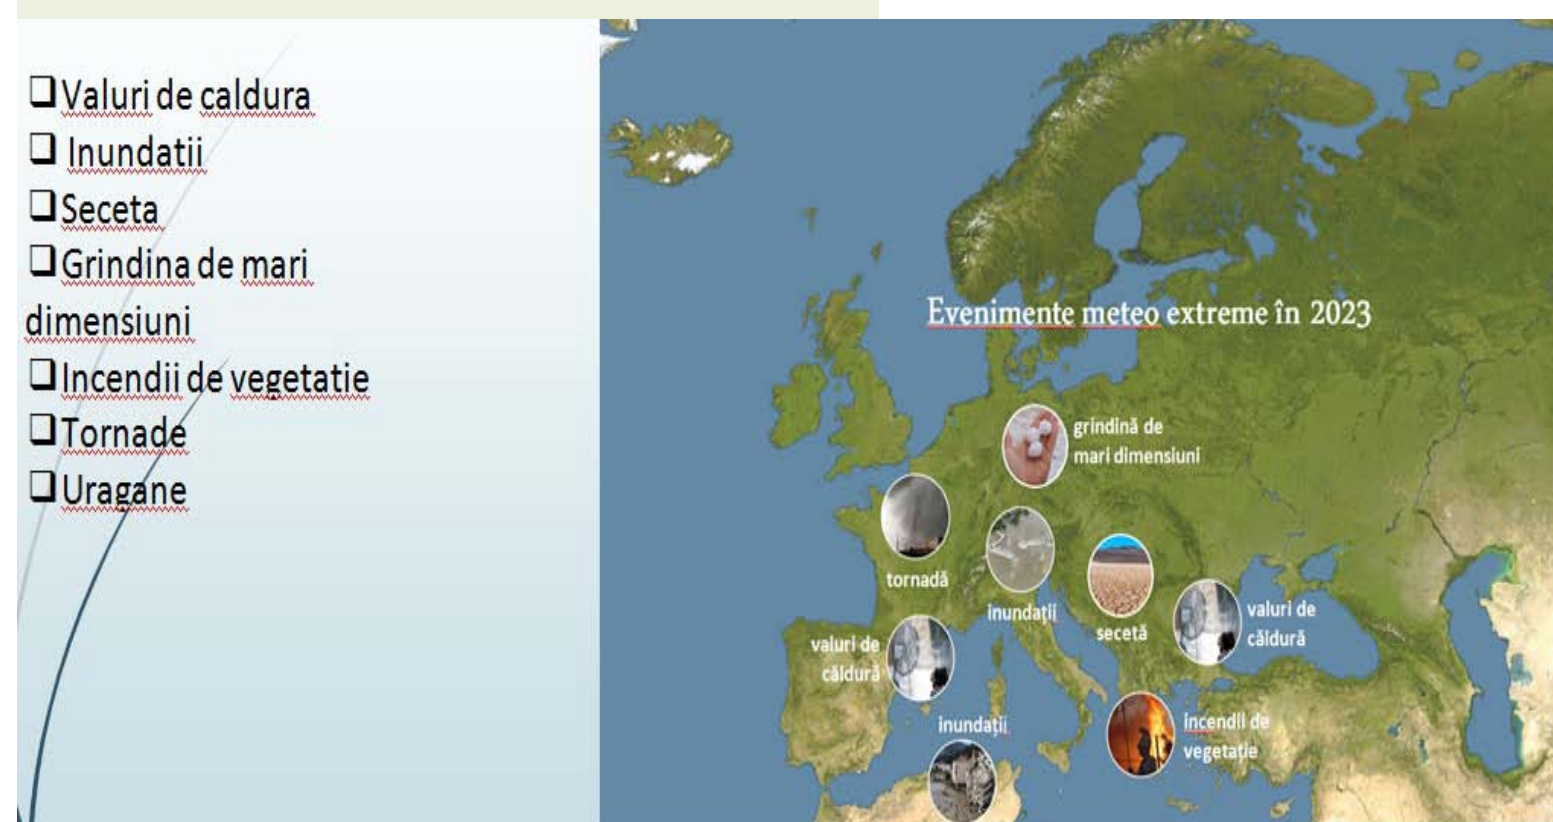 ❑Valuri de caldura
❑ Inundatii
❑Seceta
❑Grindina de mari
dimensiuni
❑Incendii de vegetatie
❑Tornade
❑Uragane
Evenimente meteo extreme în 2023
grindină de
mari dimensiuni
tornadă
inundații
secetă
valuri de
căldură
valuri de
căldură
inundații
incendii de
vegetație